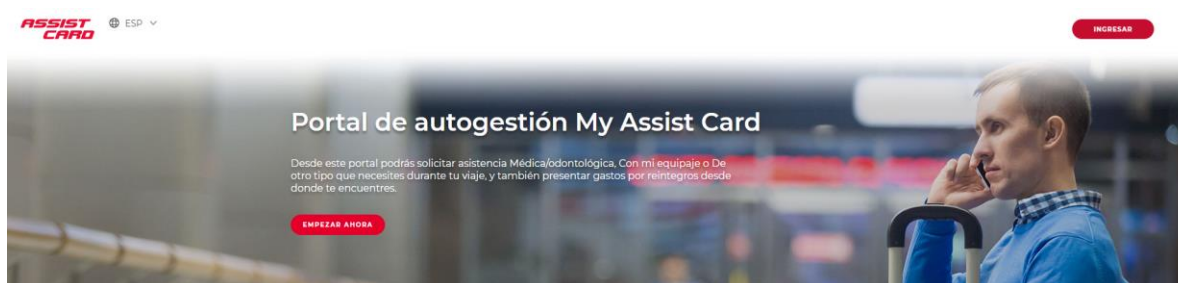 ASSIST
CARD
ESP
INGRESAR
Portal de autogestión My Assist Card
Desde este portal podrás solicitar asistencia Médica/odontológica, Con mi equipaje o De
otro tipo que necesites durante tu viaje, y también presentar gastos por reintegros desde
donde te encuentres.
EMPEZAR AHORA